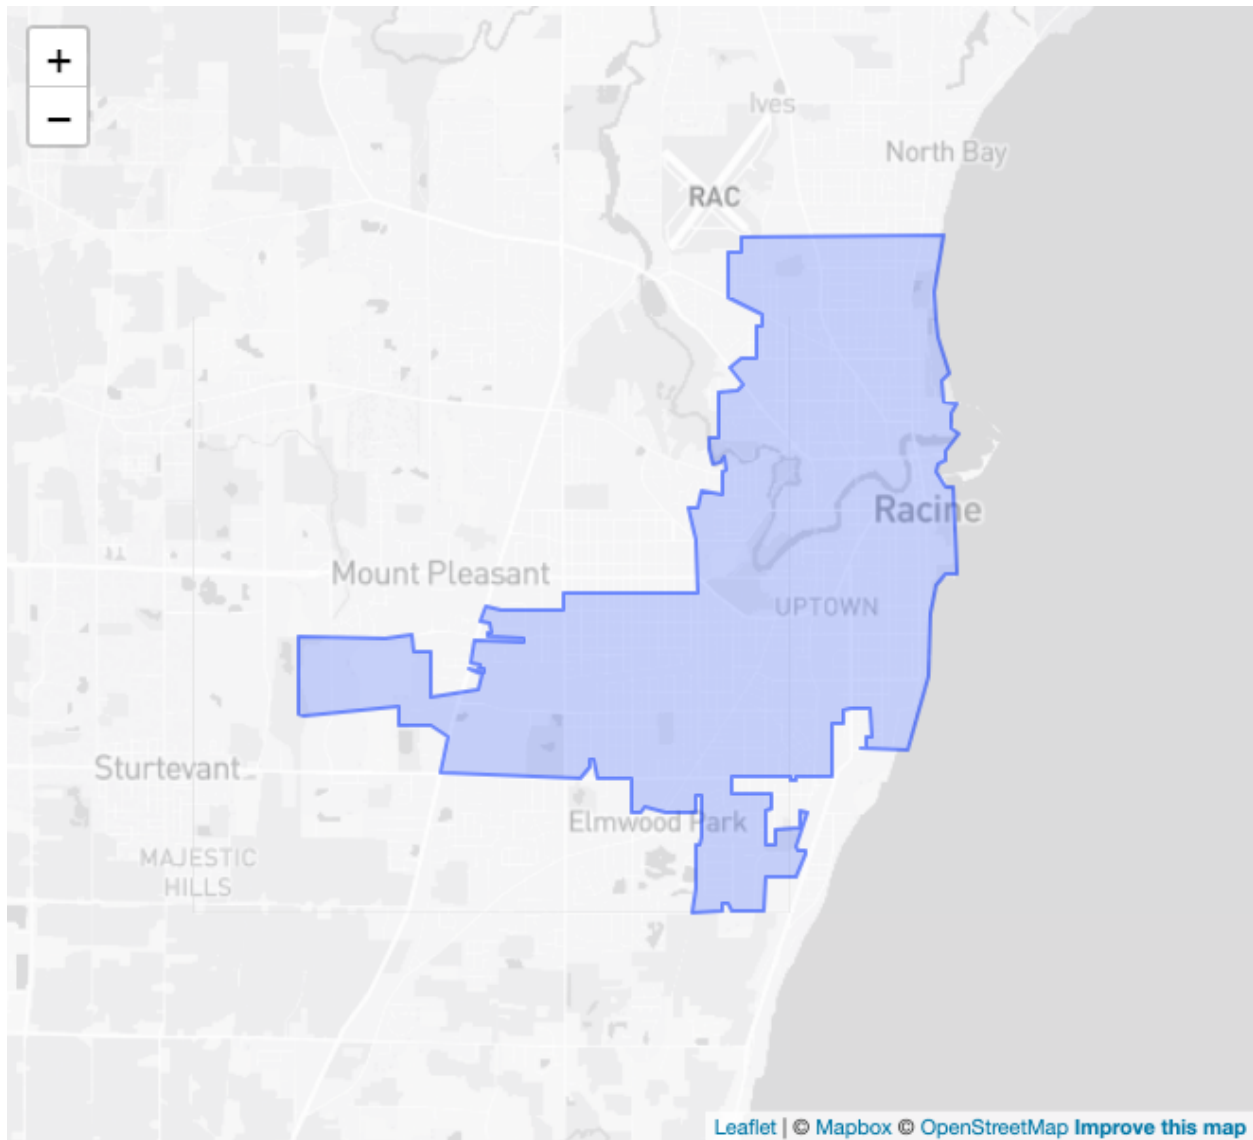 +
−
Ives
North Bay
RAC
Racine
Mount Pleasant
UPTOWN
Sturtevant
Elmwood Park
MAJESTIC
HILLS
Leaflet | © Mapbox © OpenStreetMap Improve this map